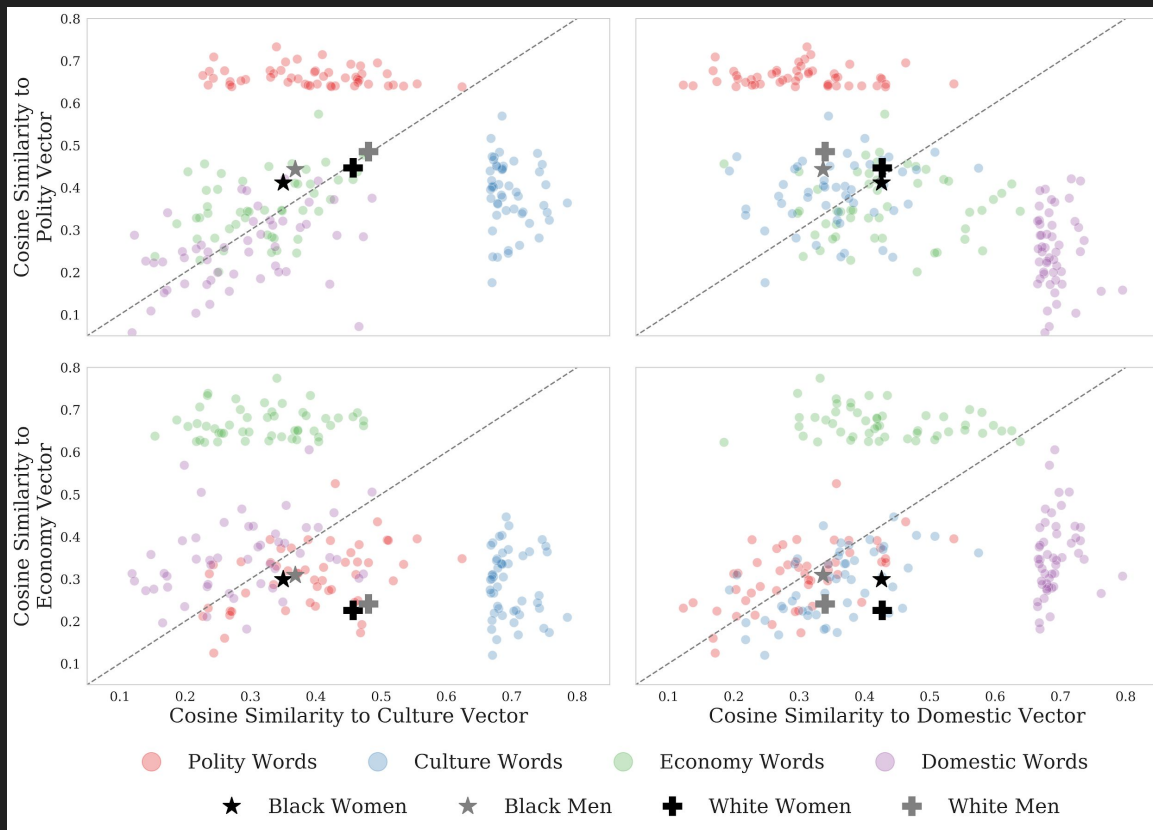 Cosine Similarity to
Polity Vector
0.8
0.7
0.6
0.5
0.4
0.3
0.2
0.1
Cosine Similarity to
Economy Vector
0.8
0.7
0.6
0.5
0.4
0.3
0.2
0.1
0.1 0.2 0.3 0.4 0.5 0.6 0.7 0.8
Cosine Similarity to Culture Vector
0.1 0.2 0.3 0.4 0.5 0.6 0.7 0.8
Cosine Similarity to Domestic Vector
Polity Words Culture Words Economy Words Domestic Words
Black Women Black Men White Women White Men